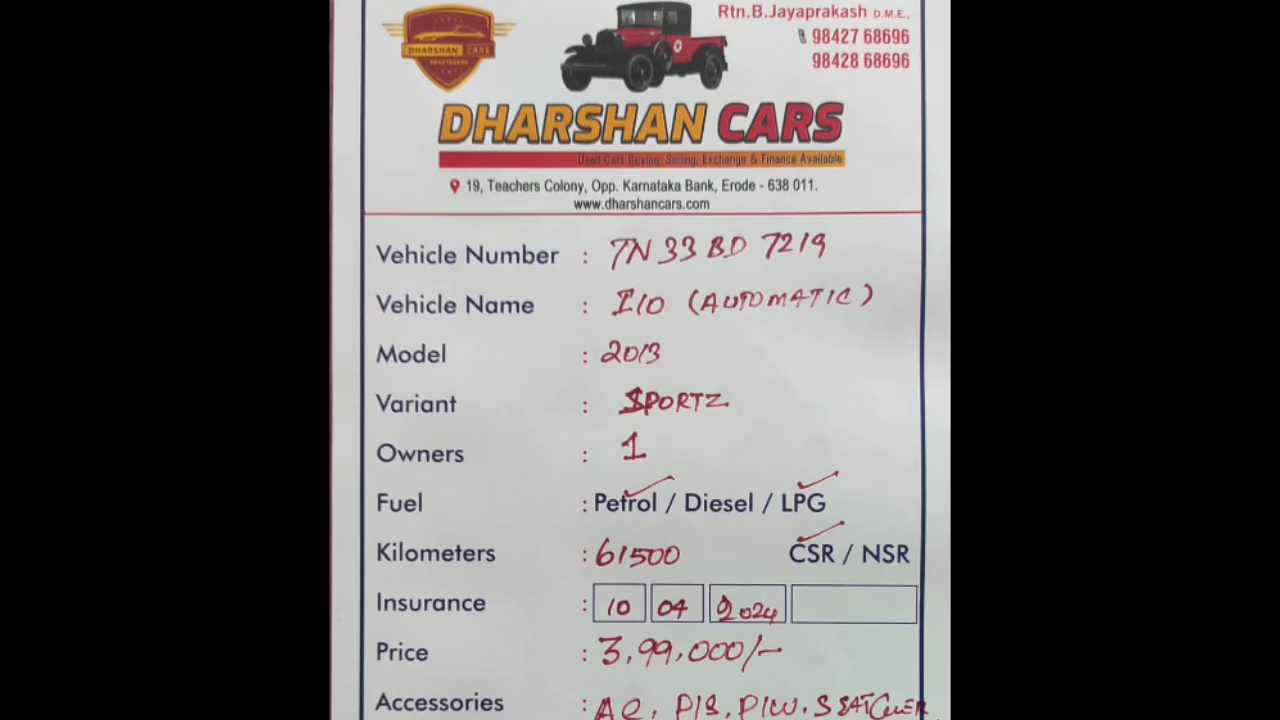 Rtn.B.Jayaprakash D.M.E.,
98427 68696
98428 68696
DHARSHAN CARS
DHARSHAN CARS
Used Cars Buying, Selling, Exchange & Finance Available
19, Teachers Colony, Opp. Karnataka Bank, Erode - 638 011.
www.dharshancars.com
Vehicle Number : TN 33 BD 7219
Vehicle Name : I10 (AUTOMATIC)
Model : 2013
Variant : SPORTZ
Owners : 1
Fuel : Petrol / Diesel / LPG
Kilometers : 61500 CSR / NSR
Insurance : 10 04 2024
Price : 3,99,000/-
Accessories : AC, P/S, P/W,